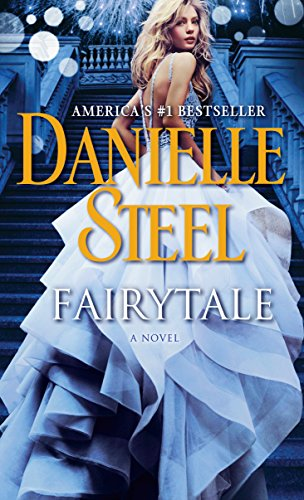 AMERICA'S #1 BESTSELLER
DANIELLE
STEEL
FAIRYTALE
A NOVEL